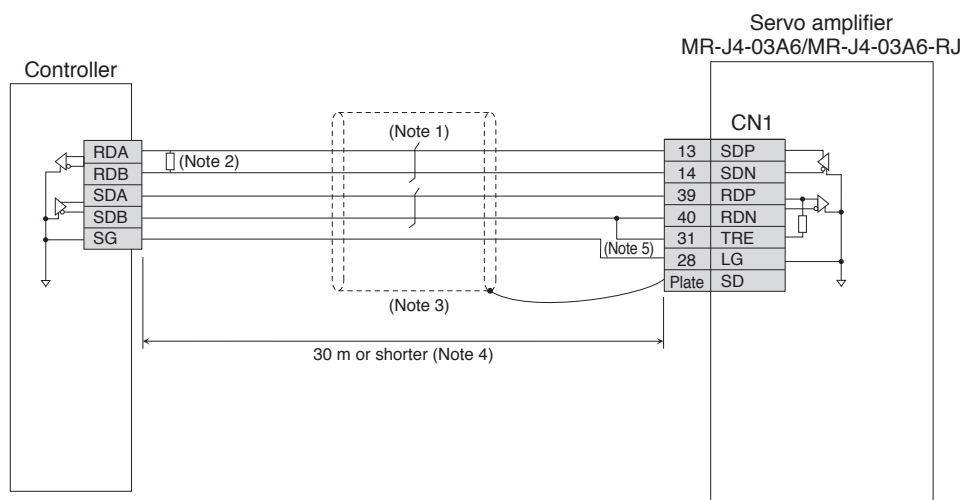 Servo amplifier
MR-J4-03A6/MR-J4-03A6-RJ
Controller
CN1
(Note 1)
RDA
(Note 2)
RDB
SDA
SDB
SG
13 SDP
14 SDN
39 RDP
40 RDN
31 TRE
(Note 5)
28 LG
Plate SD
(Note 3)
30 m or shorter (Note 4)